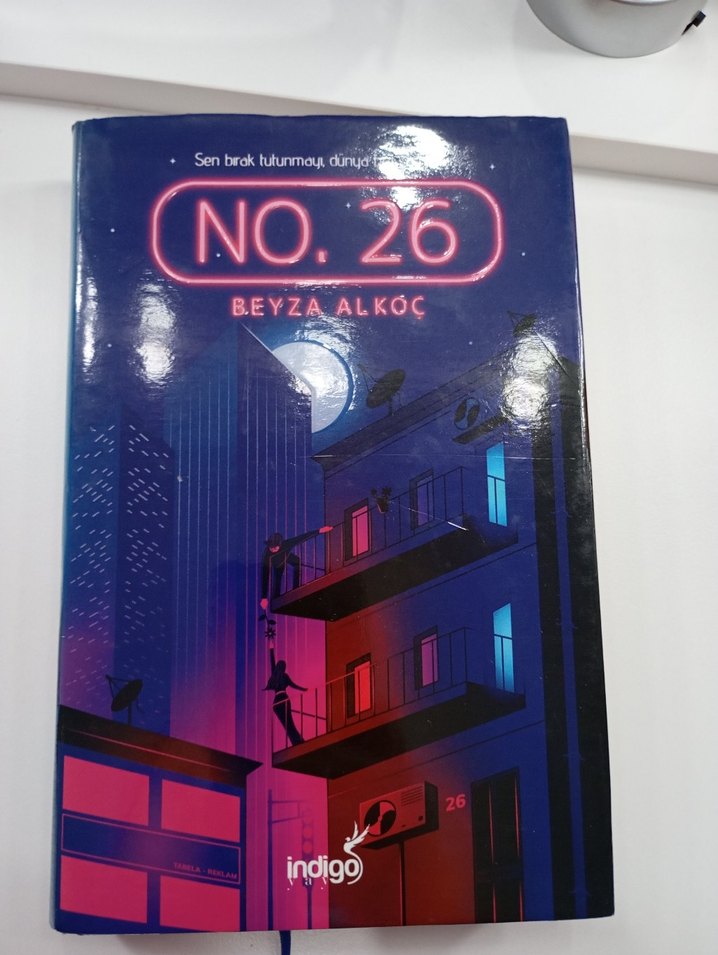 Sen bırak tutunmayı, dünya
NO. 26
BEYZA ALKOÇ
26
TABELA - REKLAM
indigo